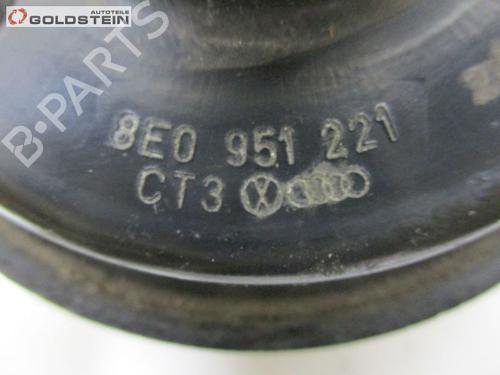 AUTOTEILE
GOLDSTEIN
B-PARTS
8E0 951 221
CT3